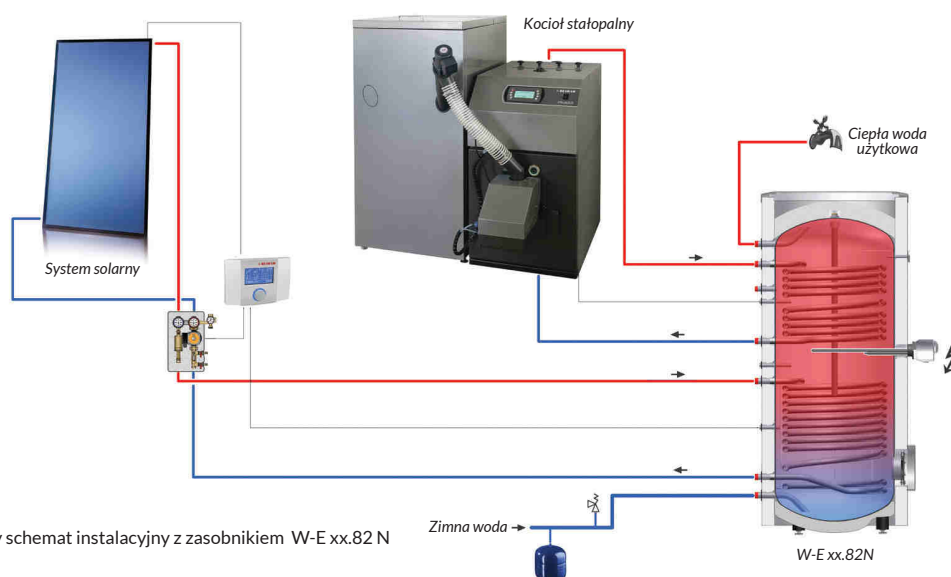 Kocioł stałopalny
Ciepła woda
użytkowa
System solarny
Zimna woda
schemat instalacyjny z zasobnikiem W-E xx.82 N
W-E xx.82N